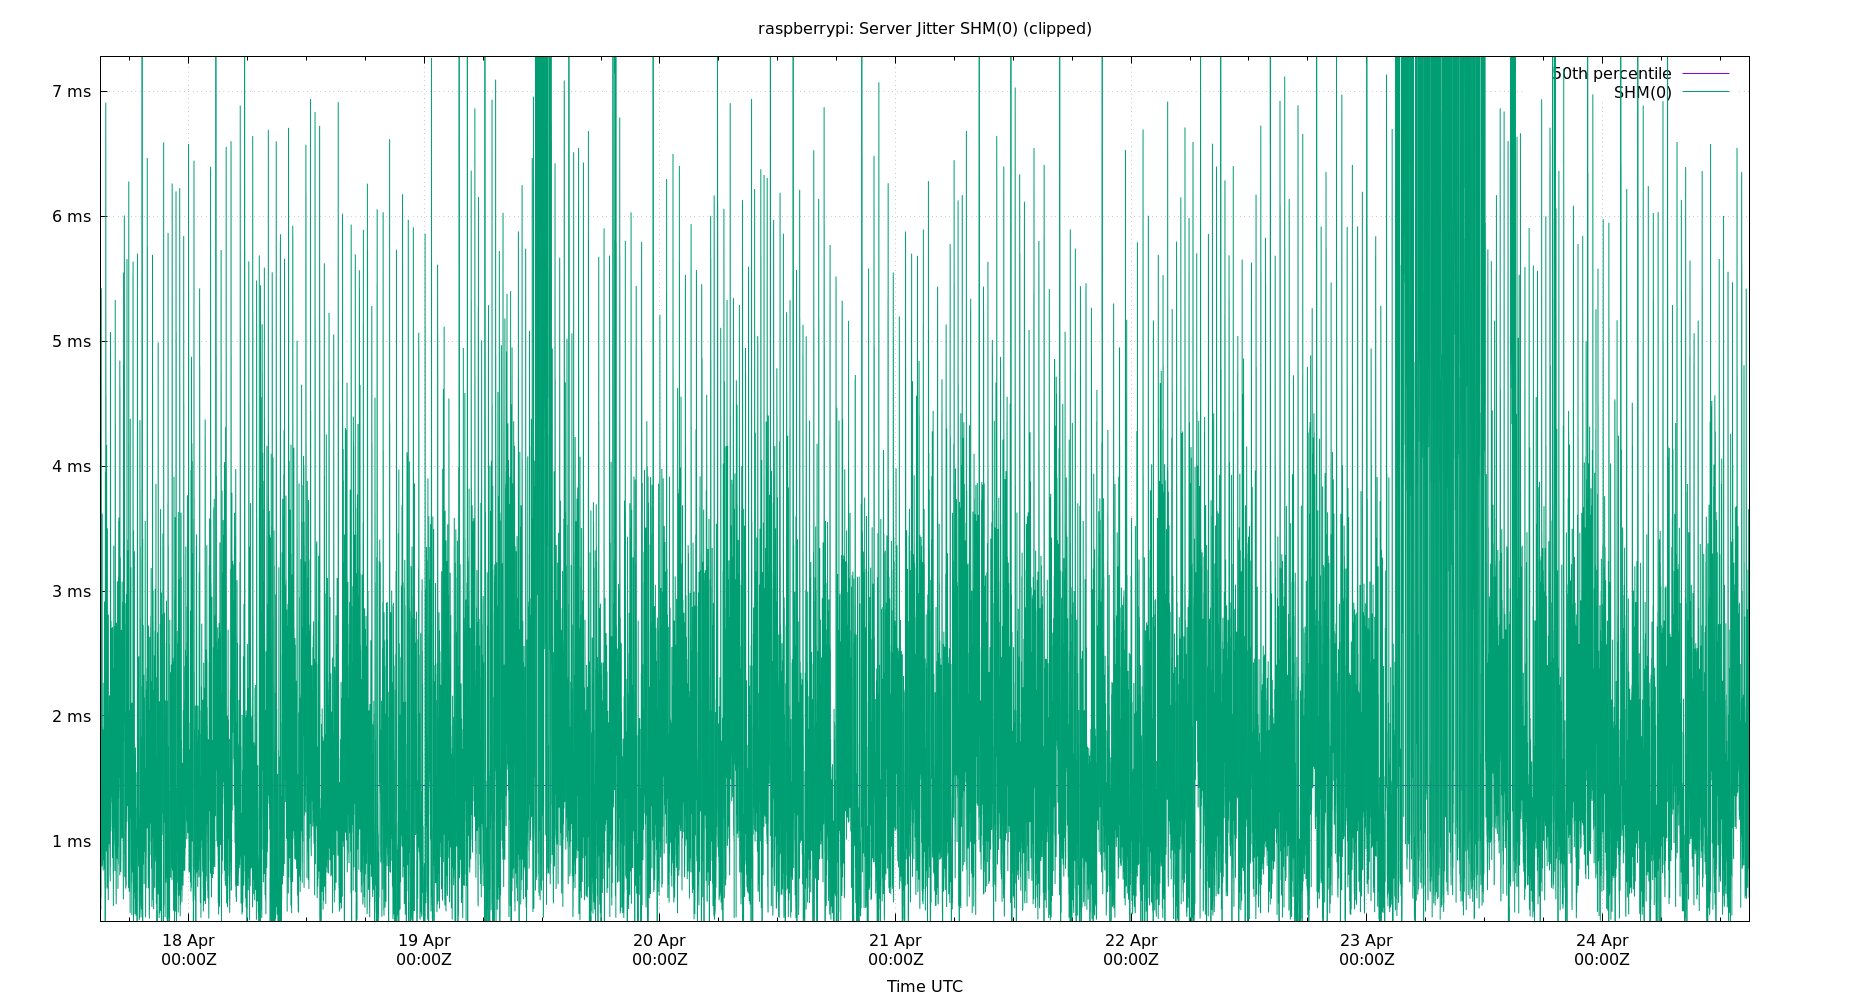 raspberrypi: Server Jitter SHM(0) (clipped)
50th percentile
SHM(0)
7 ms
6 ms
5 ms
4 ms
3 ms
2 ms
1 ms
18 Apr 19 Apr 20 Apr 21 Apr 22 Apr 23 Apr 24 Apr
00:00Z 00:00Z 00:00Z 00:00Z 00:00Z 00:00Z 00:00Z
Time UTC